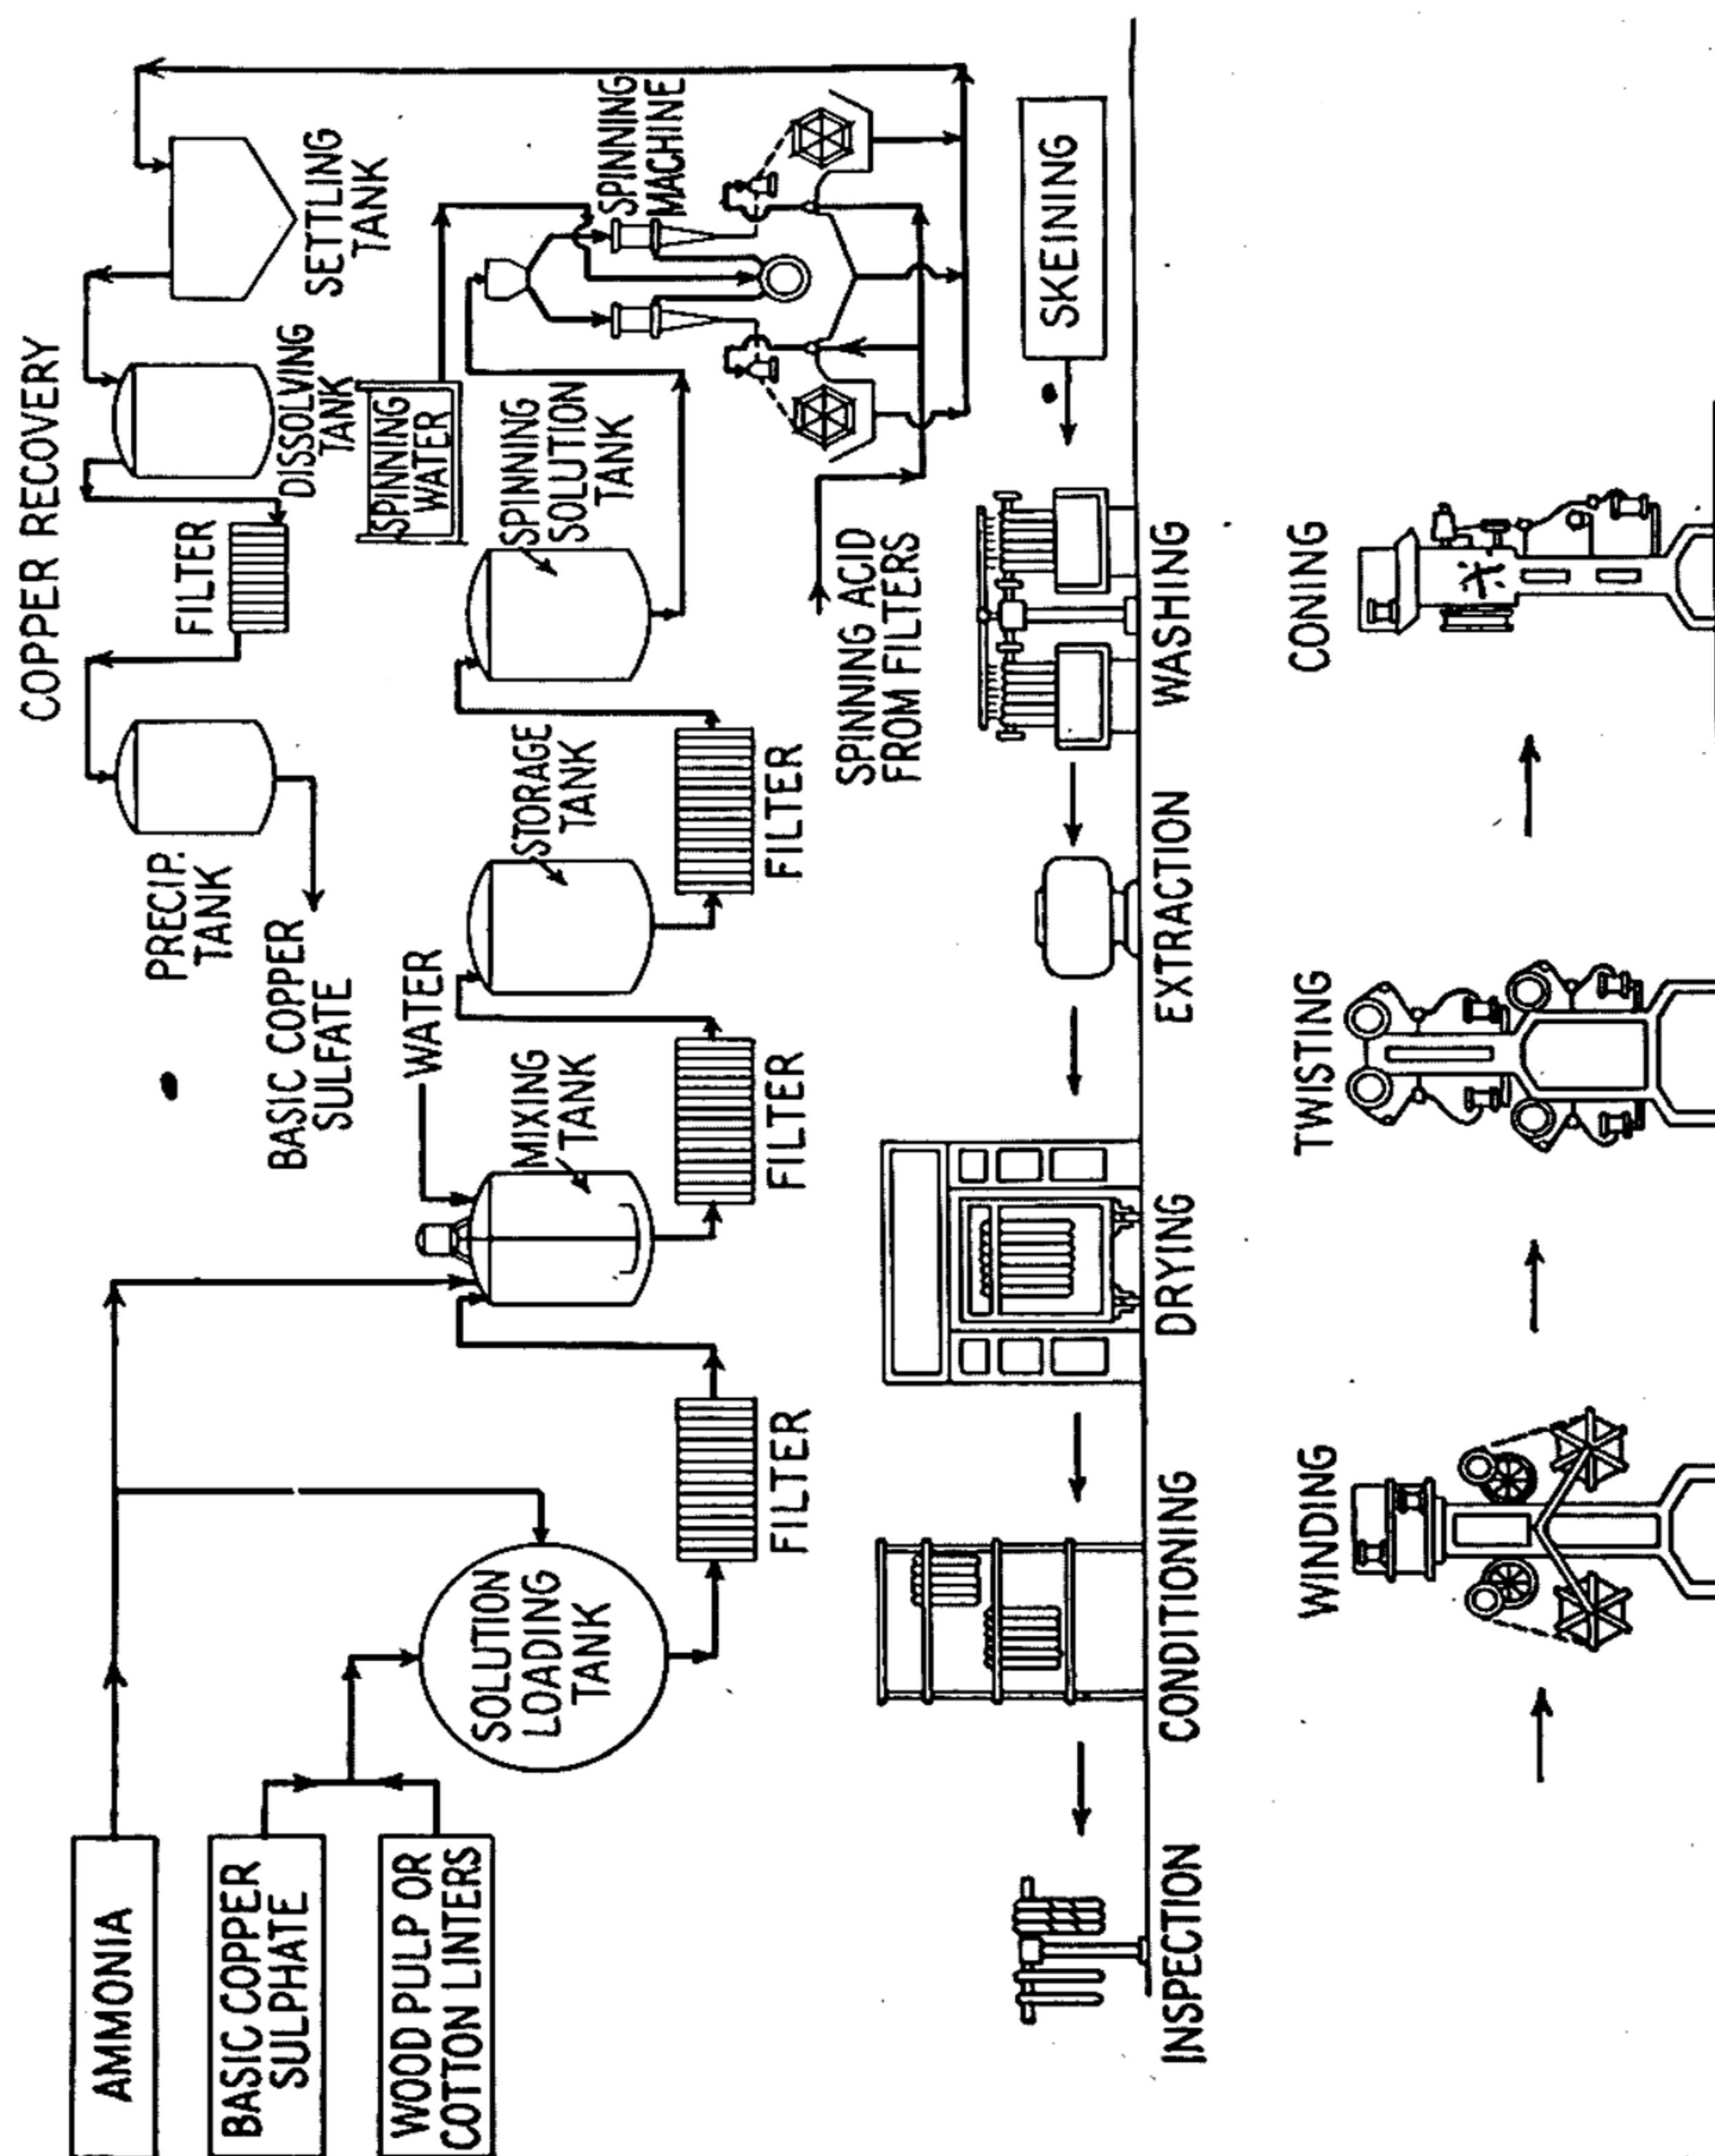 COPPER RECOVERY
AMMONIA
BASIC COPPER
SULPHATE
WOOD PULP OR
COTTON LINTERS
SOLUTION
LOADING
TANK
FILTER
WATER
MIXING
TANK
FILTER
STORAGE
TANK
FILTER
SPINNING
SOLUTION
TANK
SPINNING
WATER
SPINNING
MACHINE
SPINNING ACID
FROM FILTERS
SETTLING
TANK
DISSOLVING
TANK
FILTER
PRECIP.
TANK
BASIC COPPER
SULFATE
SKEINING
WASHING
EXTRACTION
DRYING
CONDITIONING
INSPECTION
WINDING
TWISTING
CONING